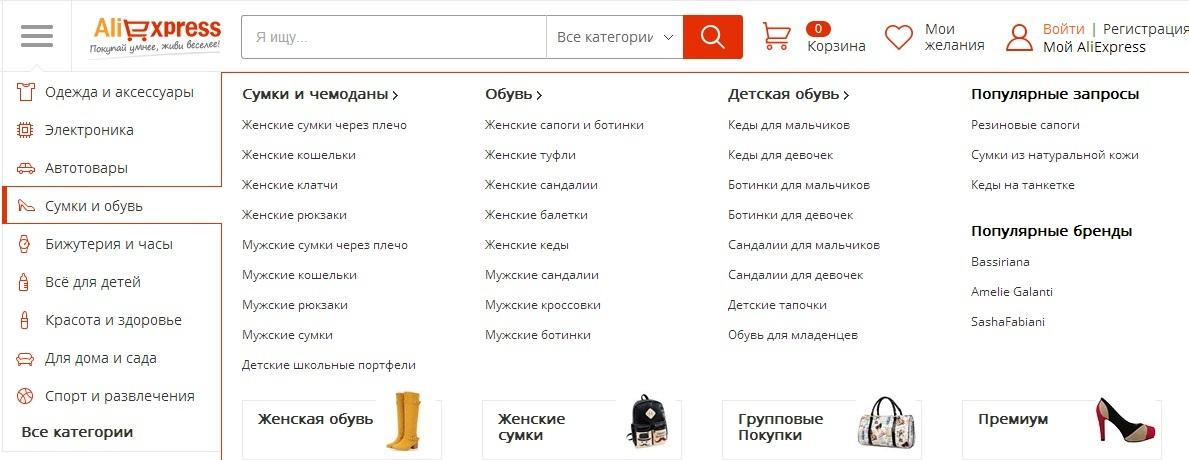 AliExpress
Покупай умнее, живи веселее!
Я ищу...
Все категории
0
Корзина
Мои
желания
Войти | Регистрация
Мой AliExpress
Одежда и аксессуары
Электроника
Автотовары
Сумки и обувь
Бижутерия и часы
Всё для детей
Красота и здоровье
Для дома и сада
Спорт и развлечения
Все категории
Сумки и чемоданы >
Женские сумки через плечо
Женские кошельки
Женские клатчи
Женские рюкзаки
Мужские сумки через плечо
Мужские кошельки
Мужские рюкзаки
Мужские сумки
Детские школьные портфели
Обувь >
Женские сапоги и ботинки
Женские туфли
Женские сандалии
Женские балетки
Женские кеды
Мужские сандалии
Мужские кроссовки
Мужские ботинки
Детская обувь >
Кеды для мальчиков
Кеды для девочек
Ботинки для мальчиков
Ботинки для девочек
Сандалии для мальчиков
Сандалии для девочек
Детские тапочки
Обувь для младенцев
Популярные запросы
Резиновые сапоги
Сумки из натуральной кожи
Кеды на танкетке
Популярные бренды
Bassiriana
Amelie Galanti
SashaFabiani
Женская обувь
Женские
сумки
Групповые
Покупки
Премиум